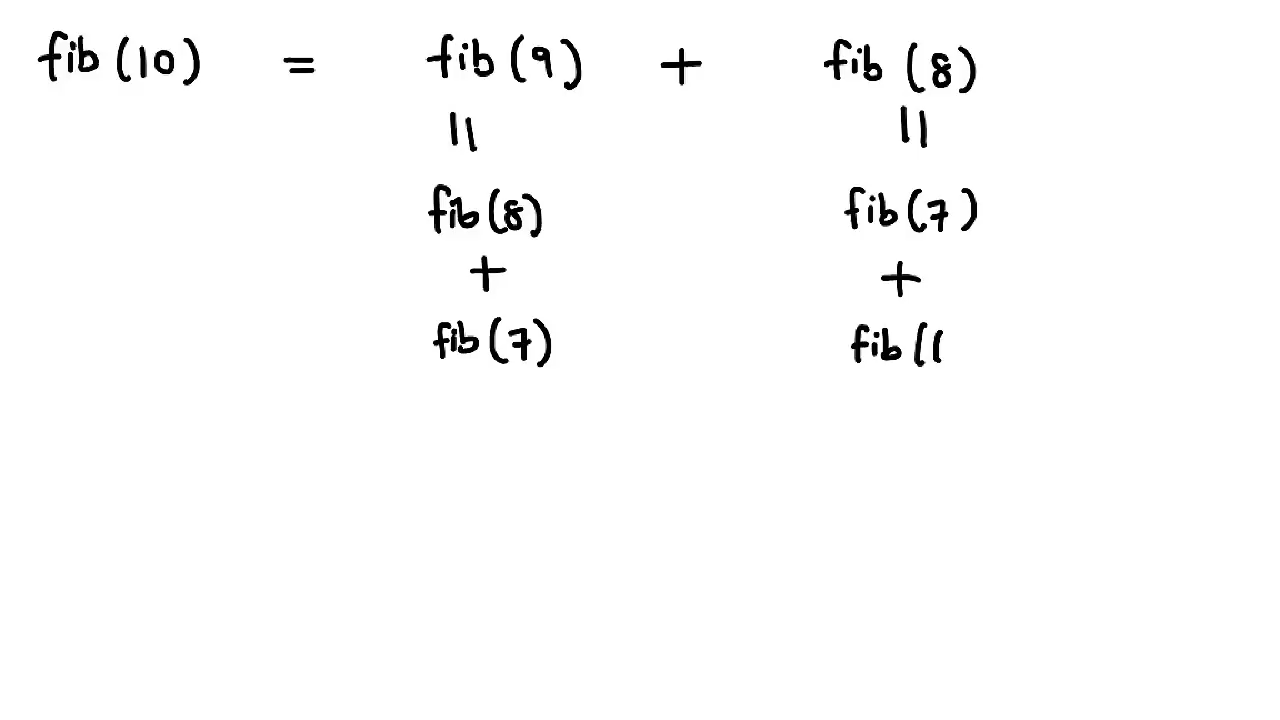 fib(10) = fib(9) + fib(8)
|| ||
fib(8) fib(7)
+ +
fib(7) fib(